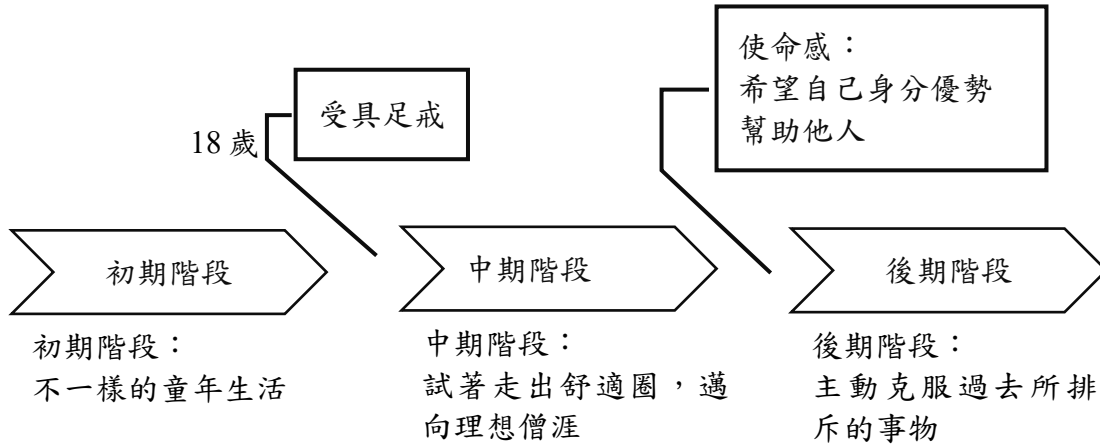 使命感：
希望自己身分優勢
幫助他人
受具足戒
18 歲
初期階段
中期階段
後期階段
初期階段：
不一樣的童年生活
中期階段：
試著走出舒適圈，邁
向理想僧涯
後期階段：
主動克服過去所排
斥的事物